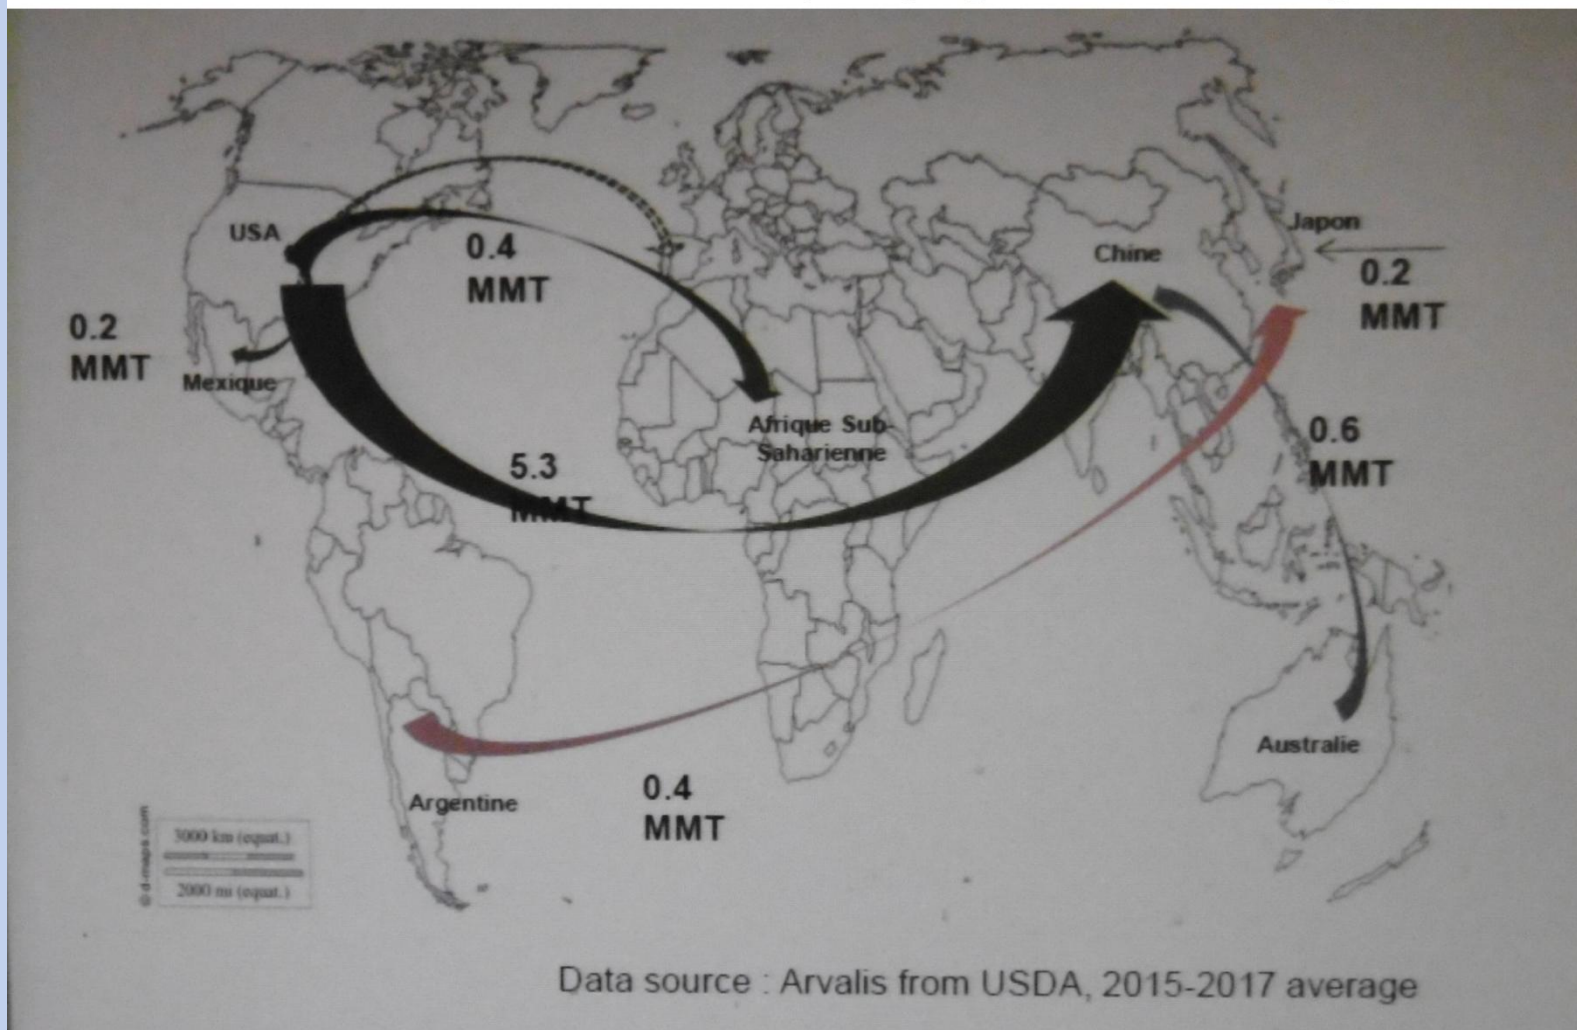 USA
Japon
0.4
MMT
Chine
0.2
MMT
0.2
MMT
Mexique
Afrique Sub-
Saharienne
0.6
MMT
5.3
MMT
Australie
Argentine
0.4
MMT
© d-maps.com
3000 km (equat.)
2000 mi (equat.)
Data source : Arvalis from USDA, 2015-2017 average